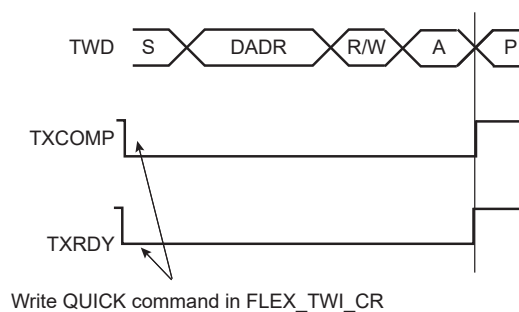 TWD S DADR R/W A P
TXCOMP
TXRDY
Write QUICK command in FLEX_TWI_CR